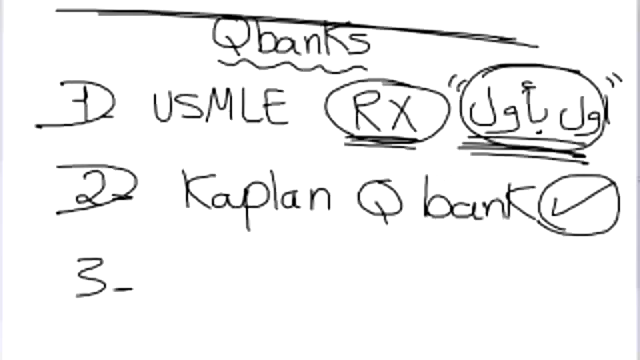 Qbanks
1) USMLE RX "اول بأول"
2) Kaplan Q bank ✓
3-